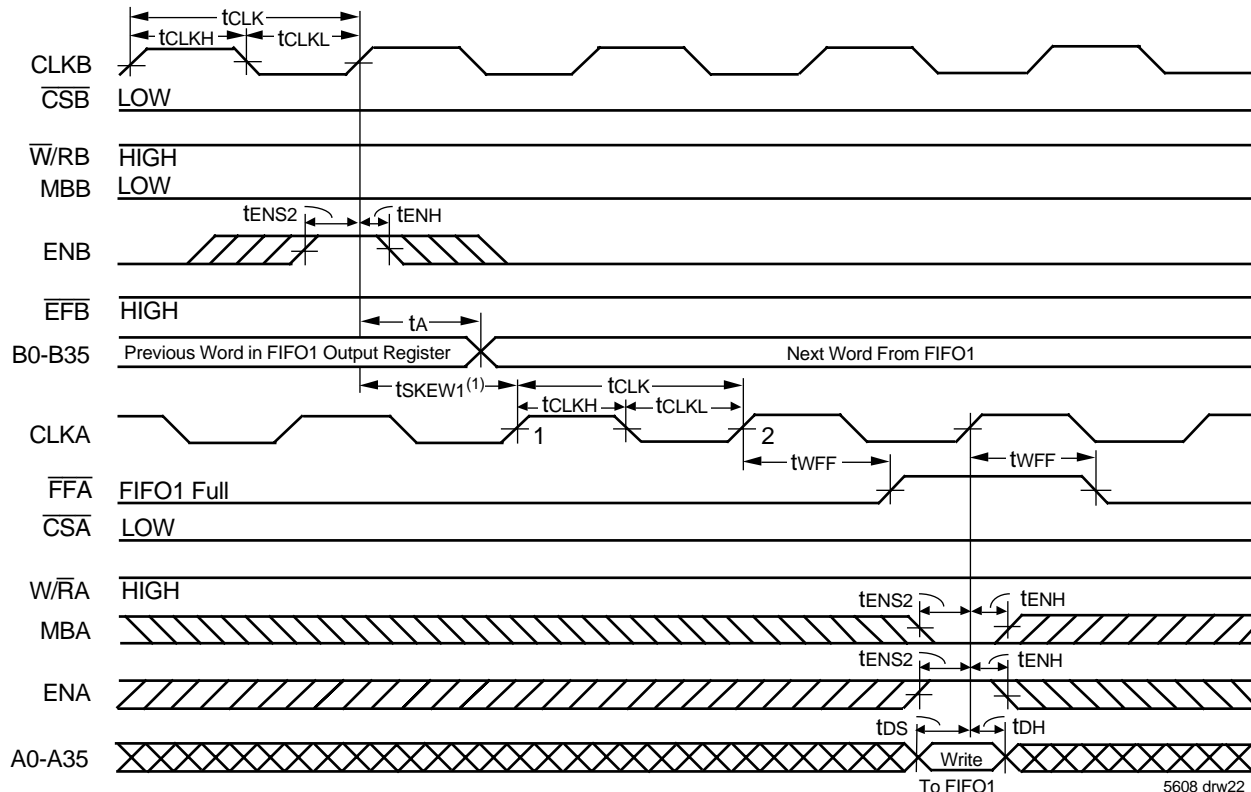 tCLK
tCLKH tCLKL
CLKB
CSB LOW
W/RB HIGH
MBB LOW
tENS2 tENH
ENB
EFB HIGH
tA
B0-B35 Previous Word in FIFO1 Output Register Next Word From FIFO1
tSKEW1(1) tCLK
tCLKH tCLKL
CLKA 1 2
tWFF tWFF
FFA FIFO1 Full
CSA LOW
W/RA HIGH
tENS2 tENH
MBA
tENS2 tENH
ENA
tDS tDH
A0-A35 Write
To FIFO1
5608 drw22